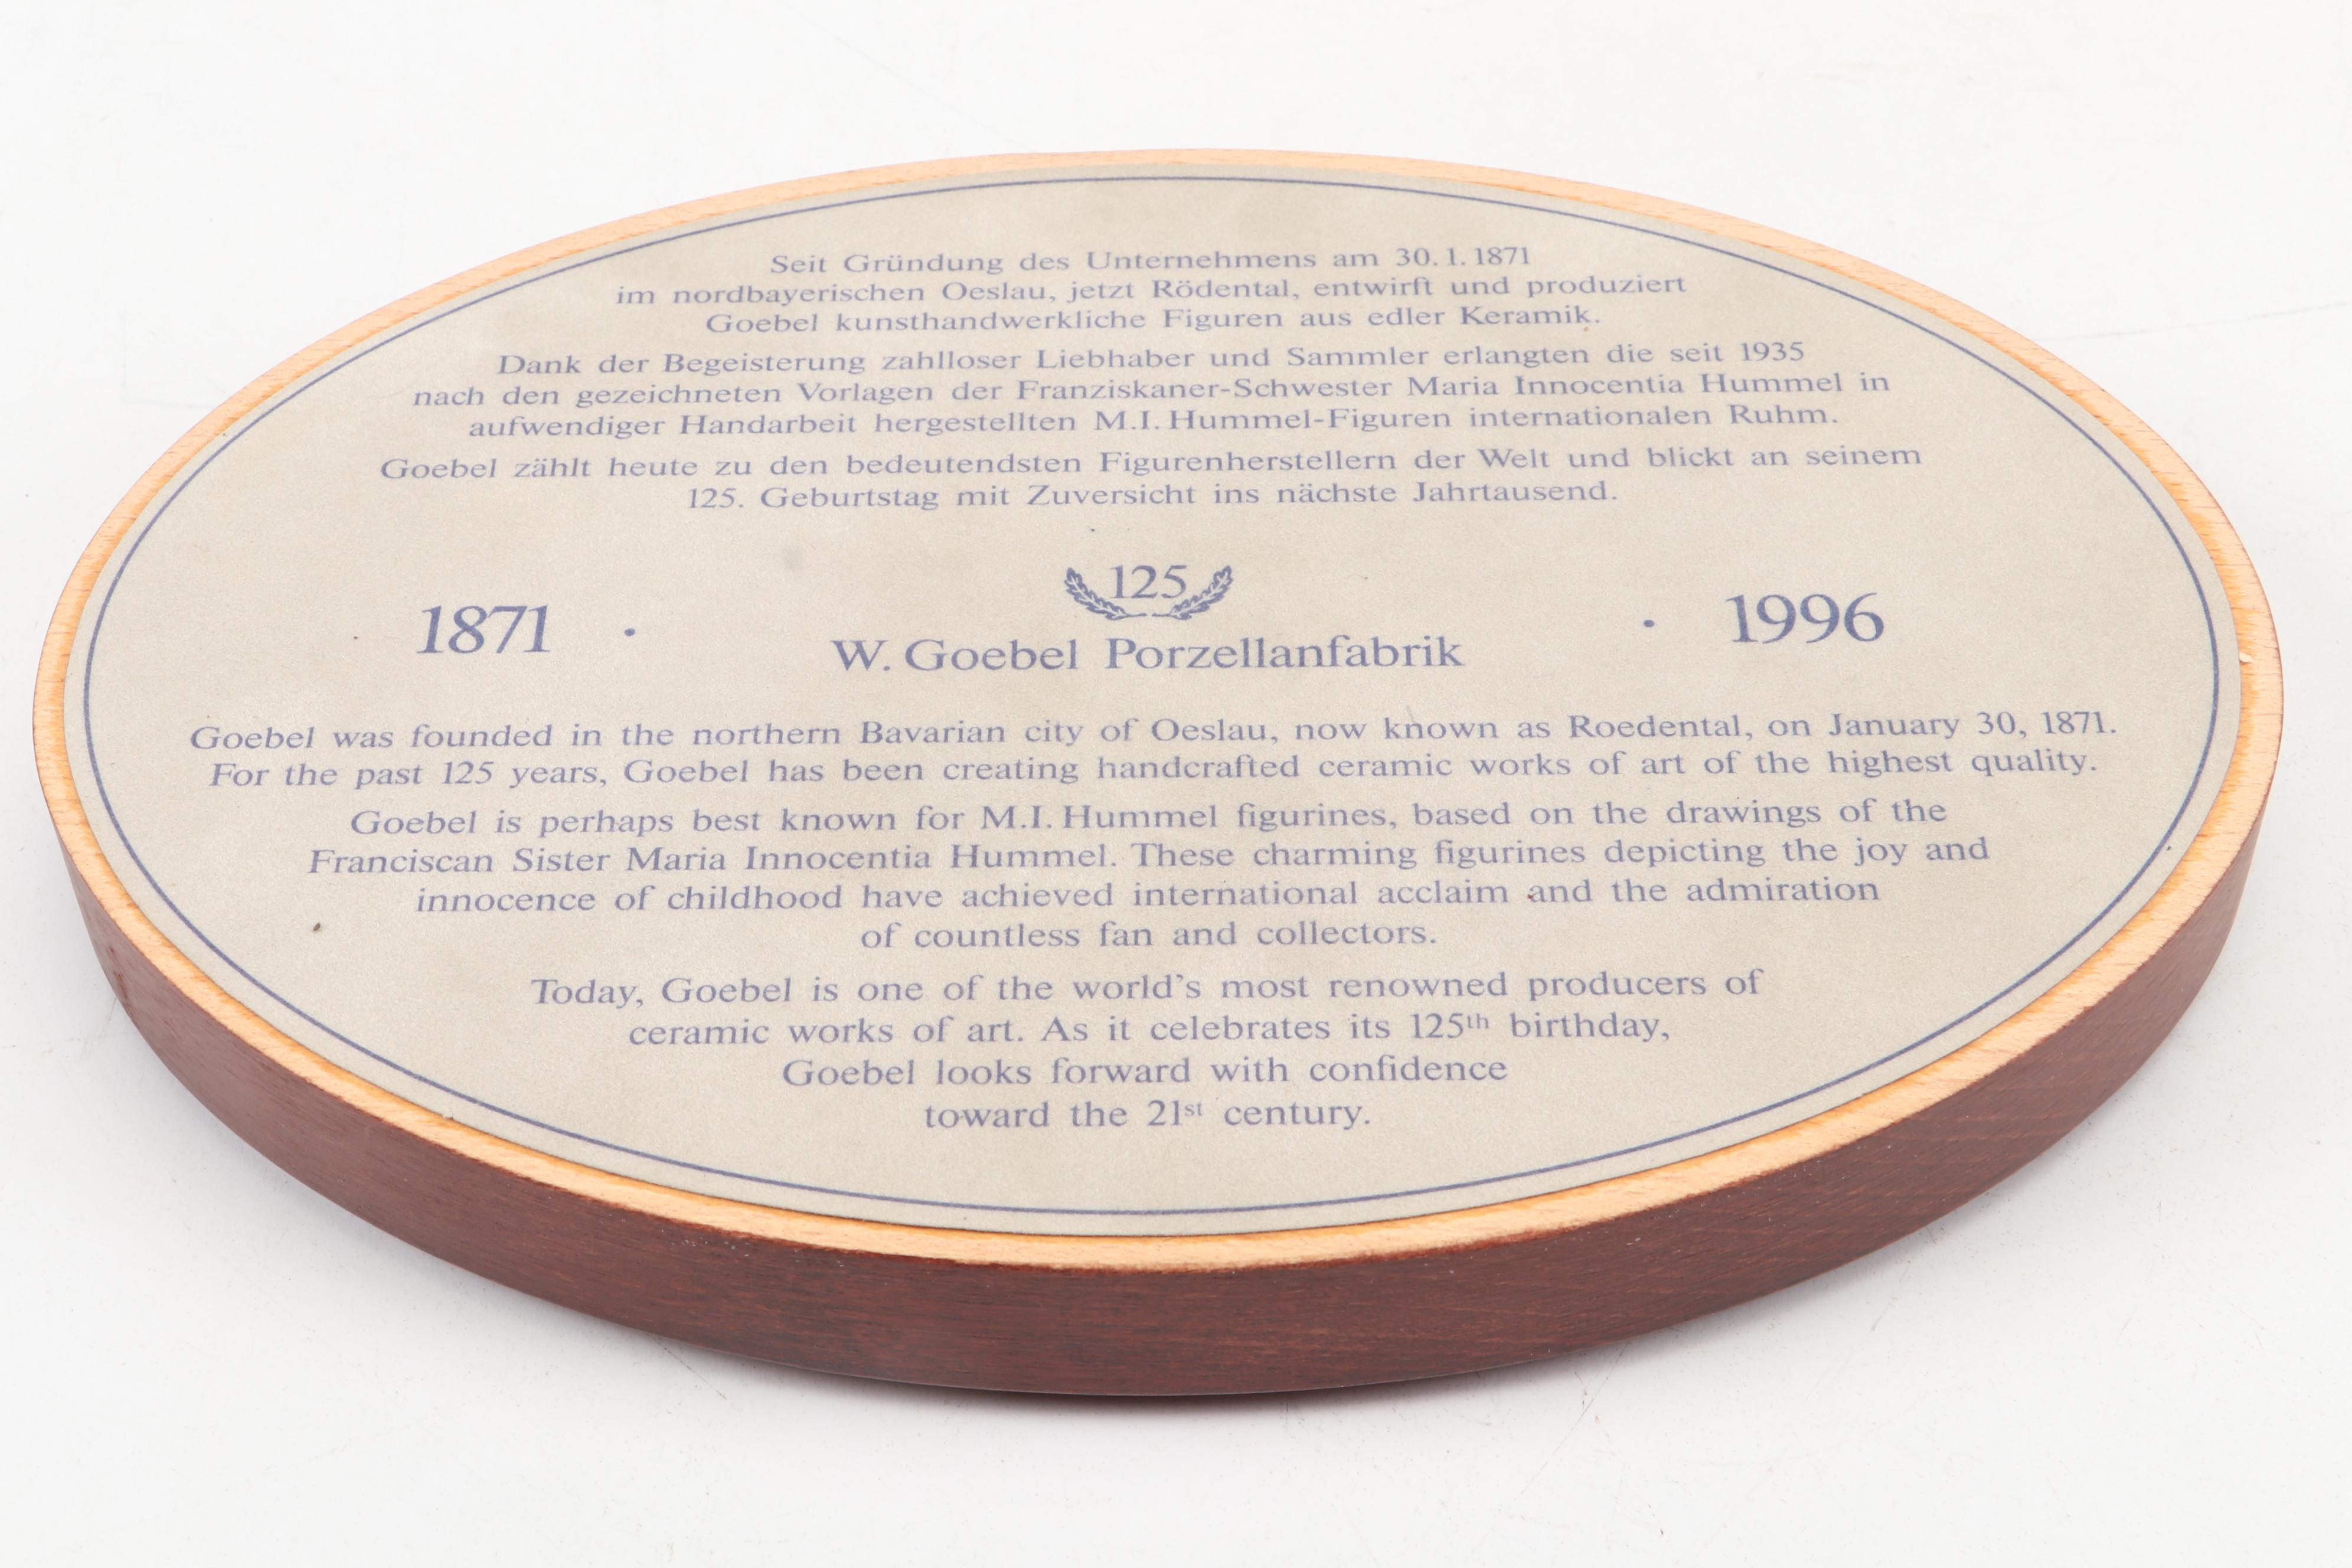 Seit Gründung des Unternehmens am 30.1.1871
im nordbayerischen Oeslau, jetzt Rödental, entwirft und produziert
Goebel kunsthandwerkliche Figuren aus edler Keramik.
Dank der Begeisterung zahlloser Liebhaber und Sammler erlangten die seit 1935
nach den gezeichneten Vorlagen der Franziskaner-Schwester Maria Innocentia Hummel in
aufwendiger Handarbeit hergestellten M.I. Hummel-Figuren internationalen Ruhm.
Goebel zählt heute zu den bedeutendsten Figurenherstellern der Welt und blickt an seinem
125. Geburtstag mit Zuversicht ins nächste Jahrtausend.
125
1871 · · 1996
W. Goebel Porzellanfabrik
Goebel was founded in the northern Bavarian city of Oeslau, now known as Roedental, on January 30, 1871.
For the past 125 years, Goebel has been creating handcrafted ceramic works of art of the highest quality.
Goebel is perhaps best known for M.I. Hummel figurines, based on the drawings of the
Franciscan Sister Maria Innocentia Hummel. These charming figurines depicting the joy and
innocence of childhood have achieved international acclaim and the admiration
of countless fan and collectors.
Today, Goebel is one of the world's most renowned producers of
ceramic works of art. As it celebrates its 125th birthday,
Goebel looks forward with confidence
toward the 21st century.